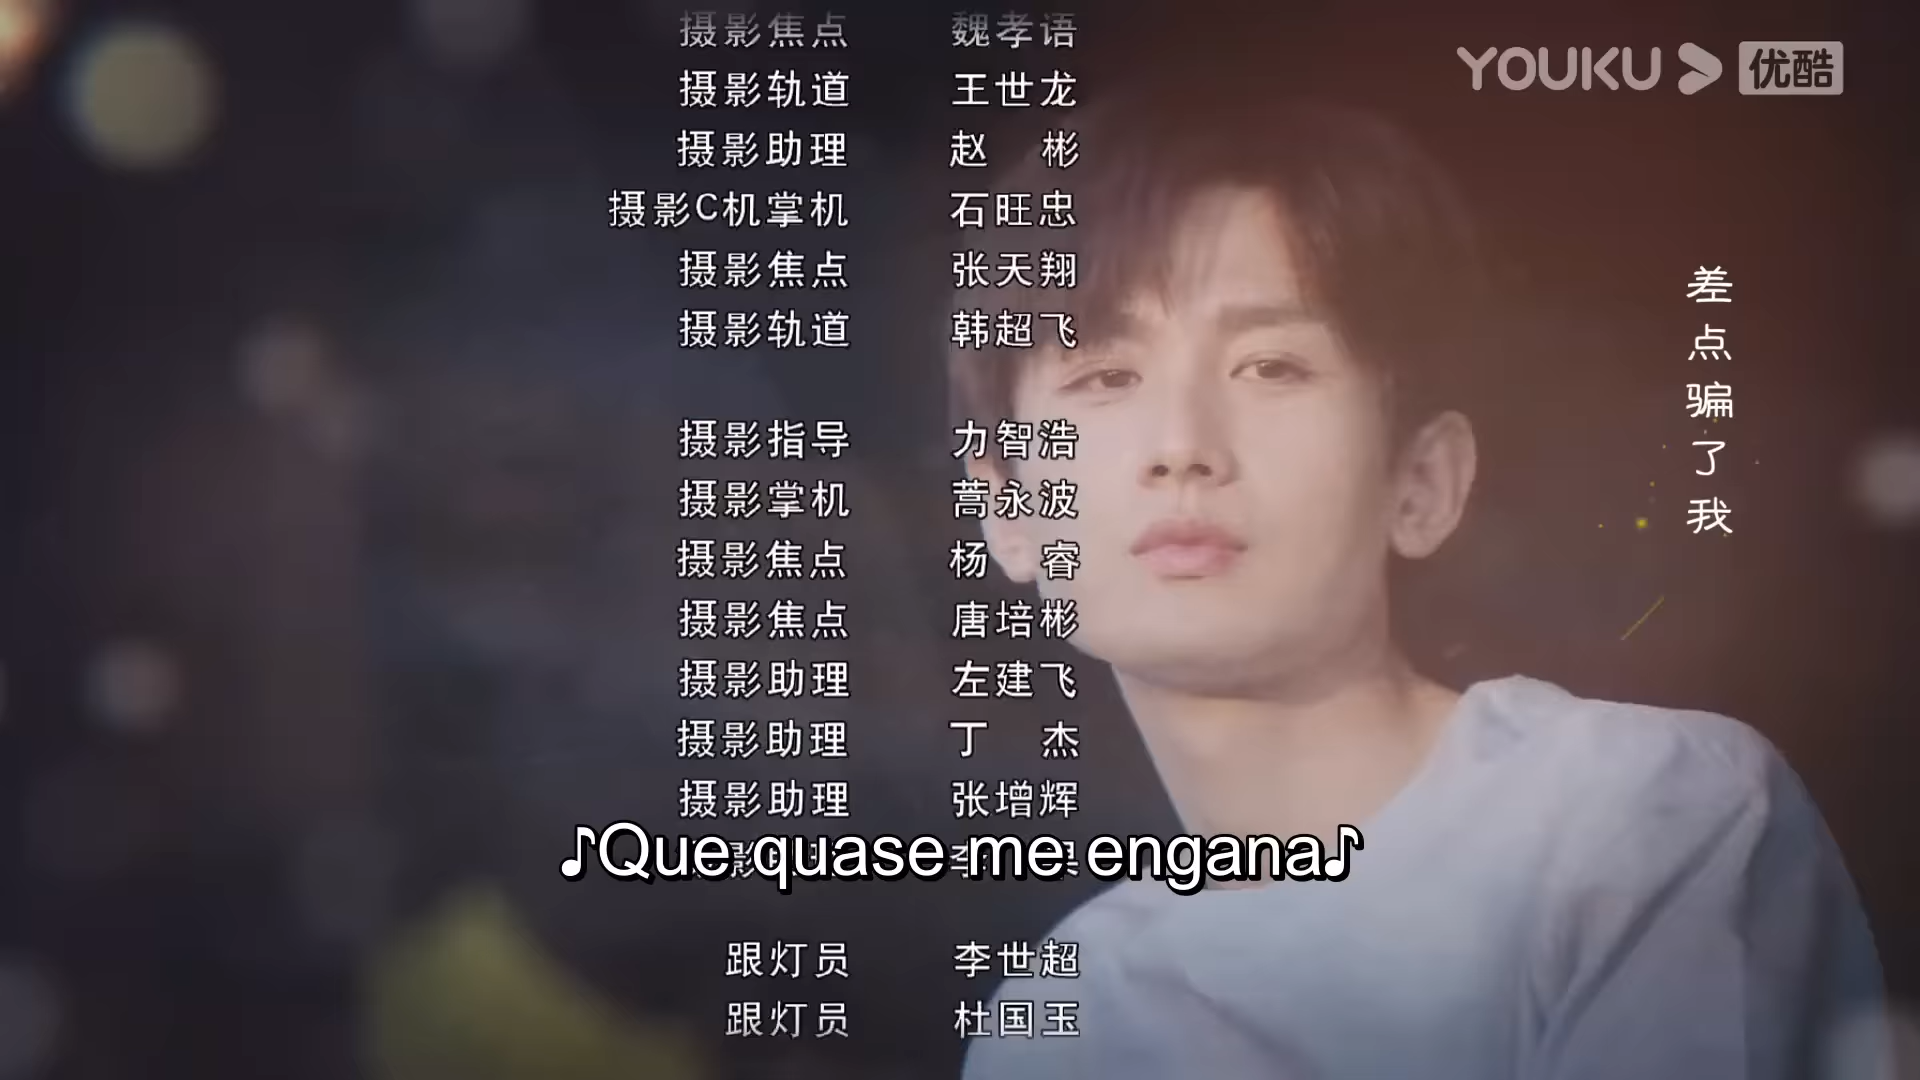 摄影焦点 魏孝语
摄影轨道 王世龙
摄影助理 赵 彬
摄影C机掌机 石旺忠
摄影焦点 张天翔
摄影轨道 韩超飞
摄影指导 力智浩
摄影掌机 蒿永波
摄影焦点 杨 睿
摄影焦点 唐培彬
摄影助理 左建飞
摄影助理 丁 杰
摄影助理 张增辉
♪Que quase me engana♪
跟灯员 李世超
跟灯员 杜国玉
YOUKU 优酷
差点骗了我